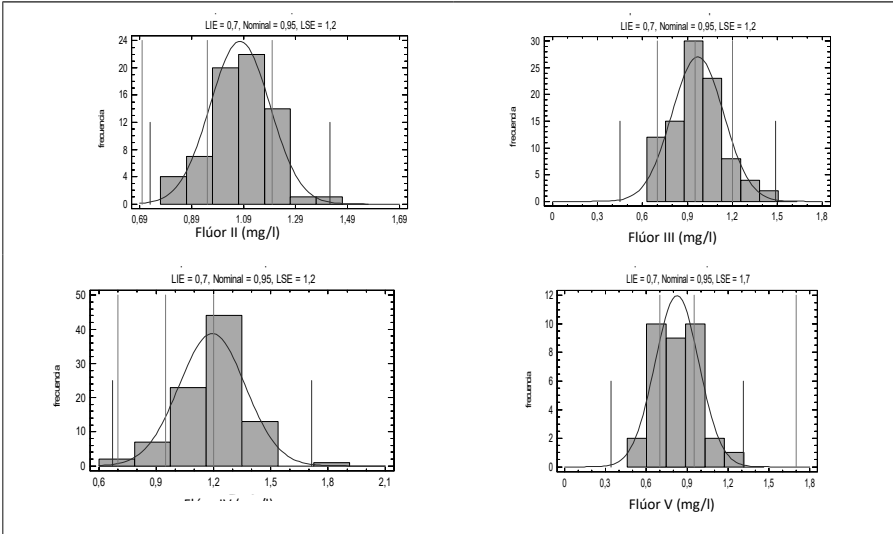 LIE = 0,7, Nominal = 0,95, LSE = 1,2
24
20
16
12
8
4
0
frecuencia
0,69 0,89 1,09 1,29 1,49 1,69
Flúor II (mg/l)
LIE = 0,7, Nominal = 0,95, LSE = 1,2
30
25
20
15
10
5
0
frecuencia
0 0,3 0,6 0,9 1,2 1,5 1,8
Flúor III (mg/l)
LIE = 0,7, Nominal = 0,95, LSE = 1,2
50
40
30
20
10
0
frecuencia
0,6 0,9 1,2 1,5 1,8 2,1
LIE = 0,7, Nominal = 0,95, LSE = 1,7
12
10
8
6
4
2
0
frecuencia
0 0,3 0,6 0,9 1,2 1,5 1,8
Flúor V (mg/l)